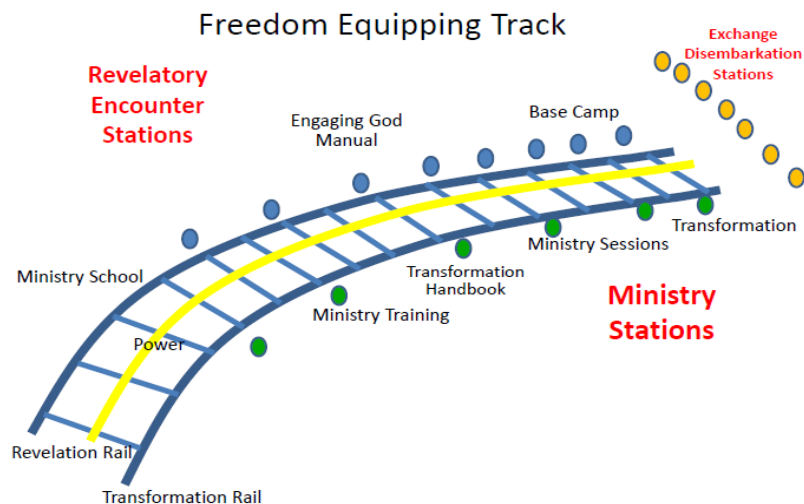 Freedom Equipping Track
Exchange
Disembarkation
Stations
Revelatory
Encounter
Stations
Engaging God
Manual
Base Camp
Ministry School
Transformation
Ministry Sessions
Transformation
Handbook
Ministry Training
Ministry
Stations
Power
Revelation Rail
Transformation Rail